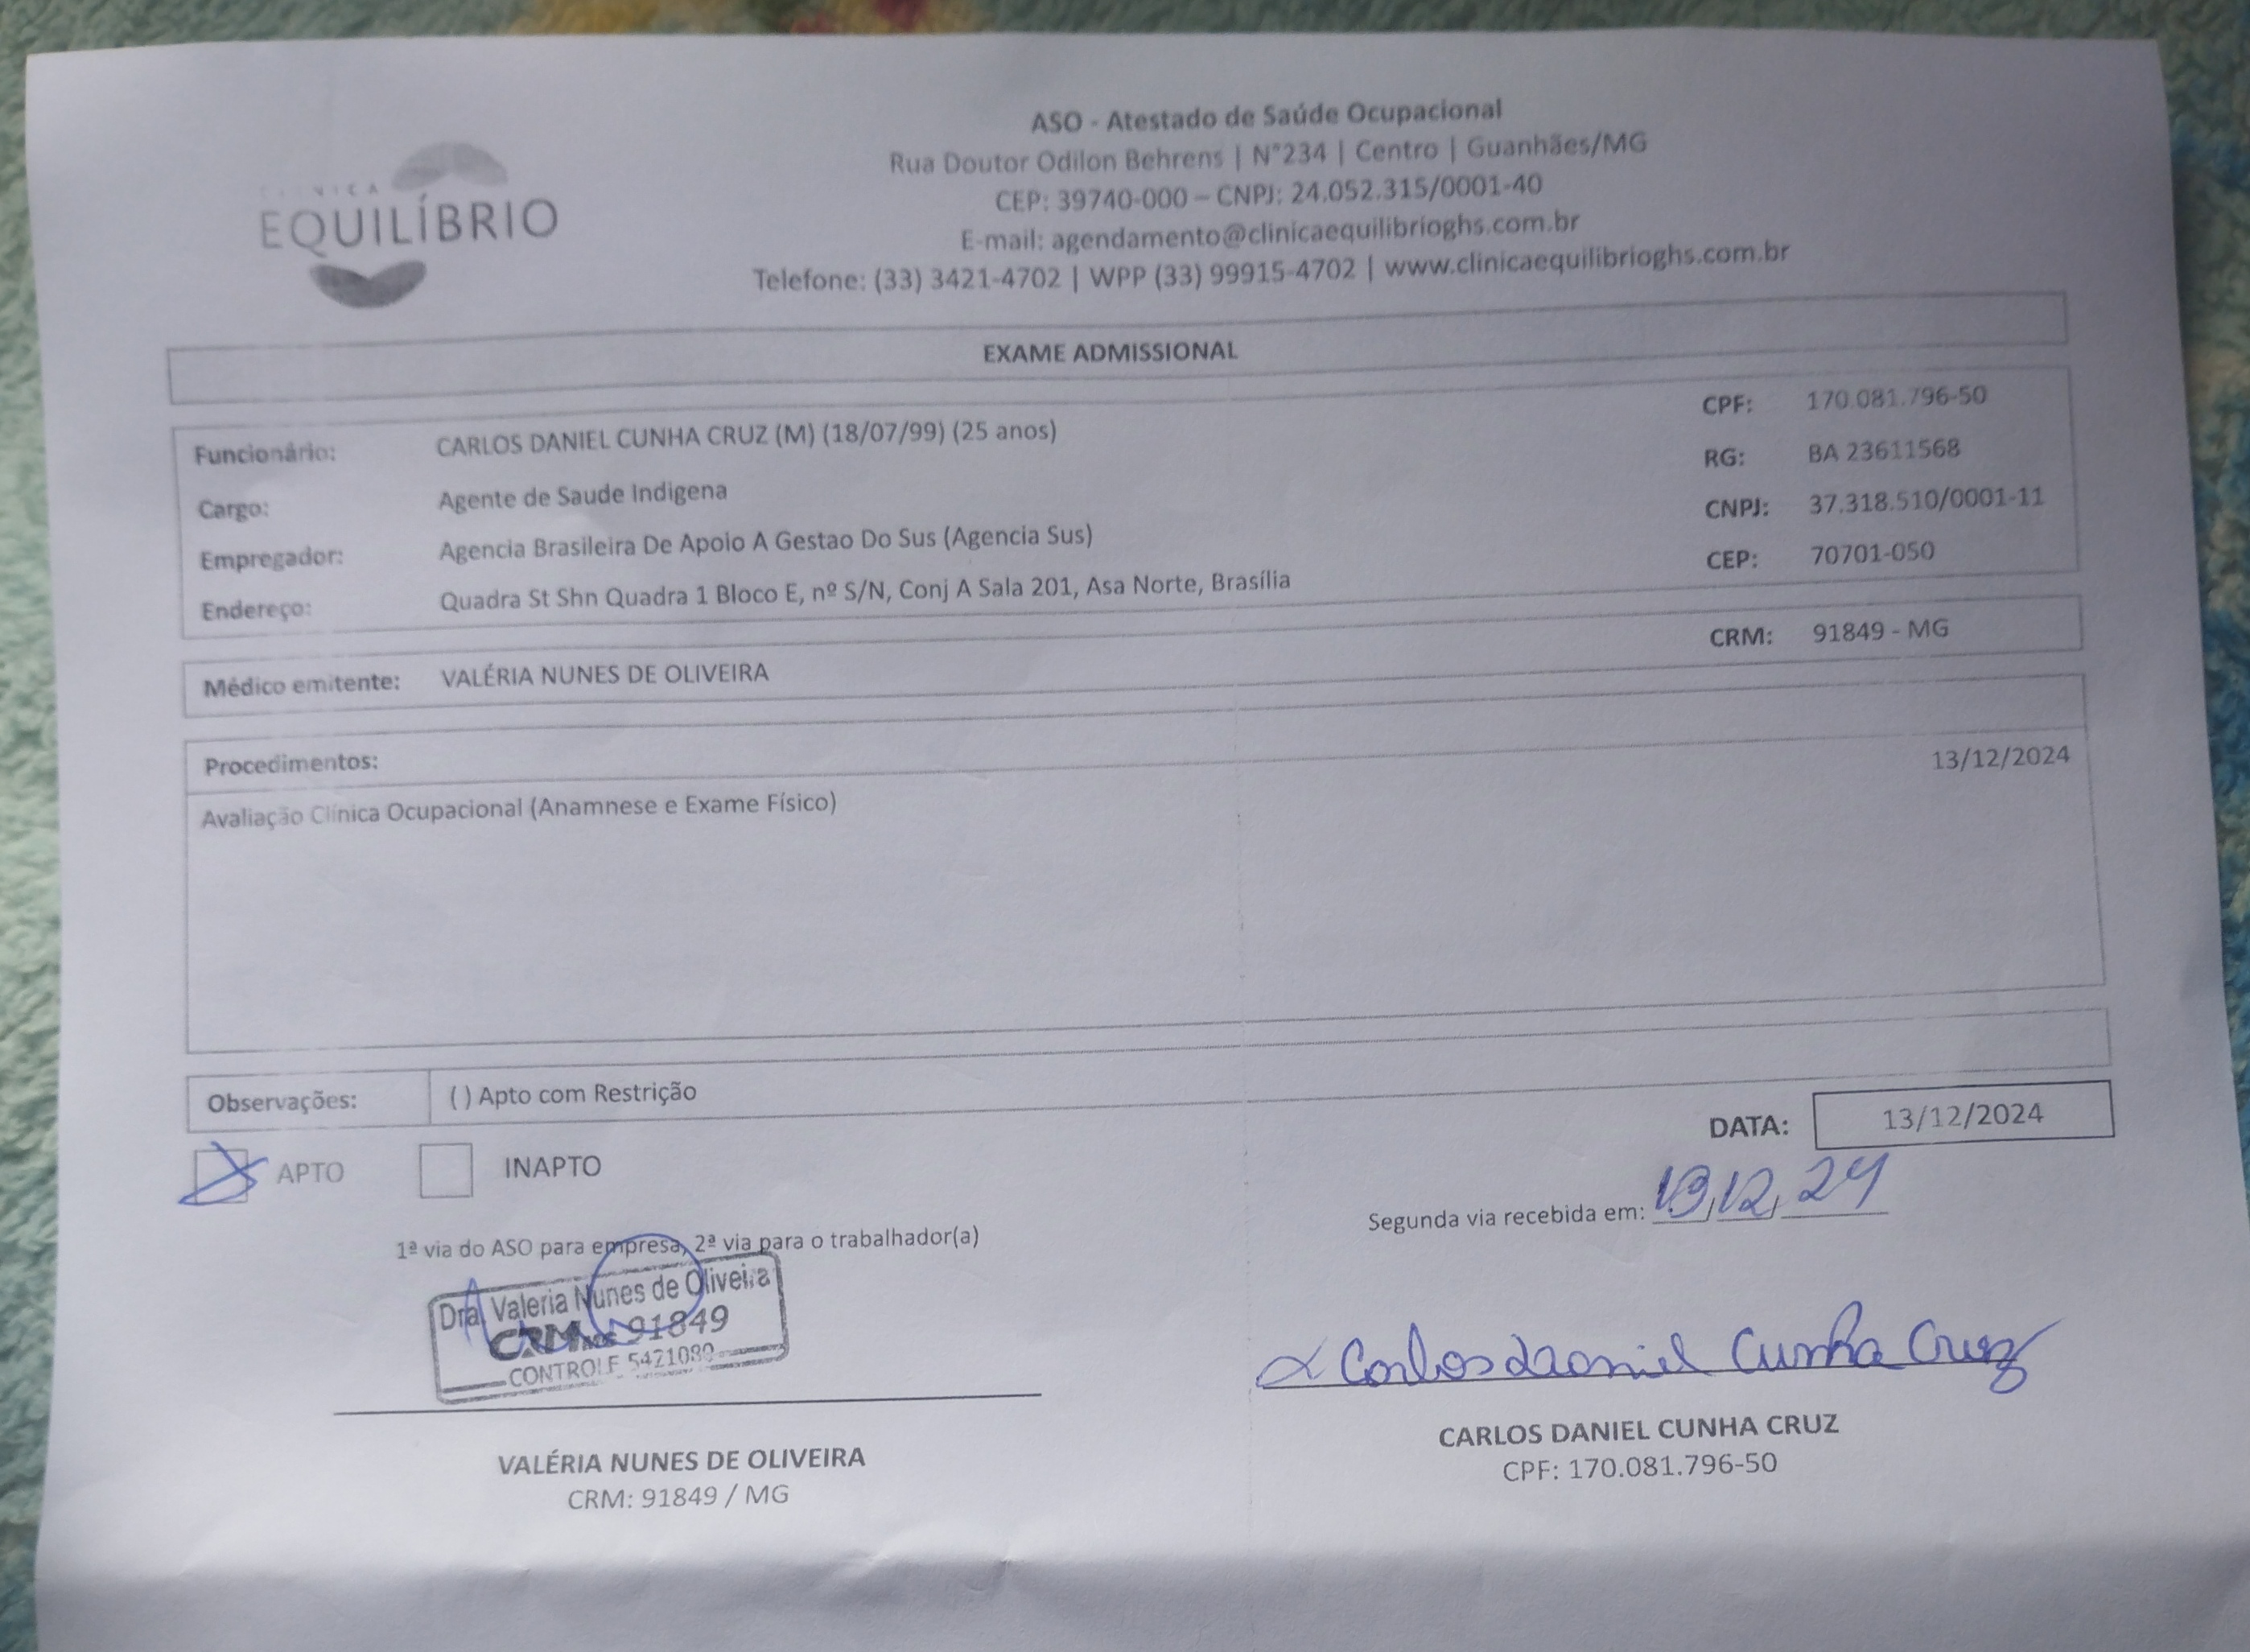 ASO - Atestado de Saúde Ocupacional
Rua Doutor Odilon Behrens | N°234 | Centro | Guanhães/MG
CEP: 39740-000 – CNPJ: 24.052.315/0001-40
E-mail: agendamento@clinicaequilibrioghs.com.br
Telefone: (33) 3421-4702 | WPP (33) 99915-4702 | www.clinicaequilibrioghs.com.br
CLINICA
EQUILÍBRIO
EXAME ADMISSIONAL
Funcionário: CARLOS DANIEL CUNHA CRUZ (M) (18/07/99) (25 anos) CPF: 170.081.796-50
Cargo: Agente de Saude Indigena RG: BA 23611568
Empregador: Agencia Brasileira De Apoio A Gestao Do Sus (Agencia Sus) CNPJ: 37.318.510/0001-11
Endereço: Quadra St Shn Quadra 1 Bloco E, nº S/N, Conj A Sala 201, Asa Norte, Brasília CEP: 70701-050
Médico emitente: VALÉRIA NUNES DE OLIVEIRA CRM: 91849 - MG
Procedimentos:
Avaliação Clínica Ocupacional (Anamnese e Exame Físico) 13/12/2024
Observações: ( ) Apto com Restrição
APTO INAPTO DATA: 13/12/2024
Segunda via recebida em: 13/12/24
1ª via do ASO para empresa, 2ª via para o trabalhador(a)
Dra. Valeria Nunes de Oliveira
CRM 91849
CONTROLE 5421089
Carlos Daniel Cunha Cruz
VALÉRIA NUNES DE OLIVEIRA
CRM: 91849 / MG
CARLOS DANIEL CUNHA CRUZ
CPF: 170.081.796-50